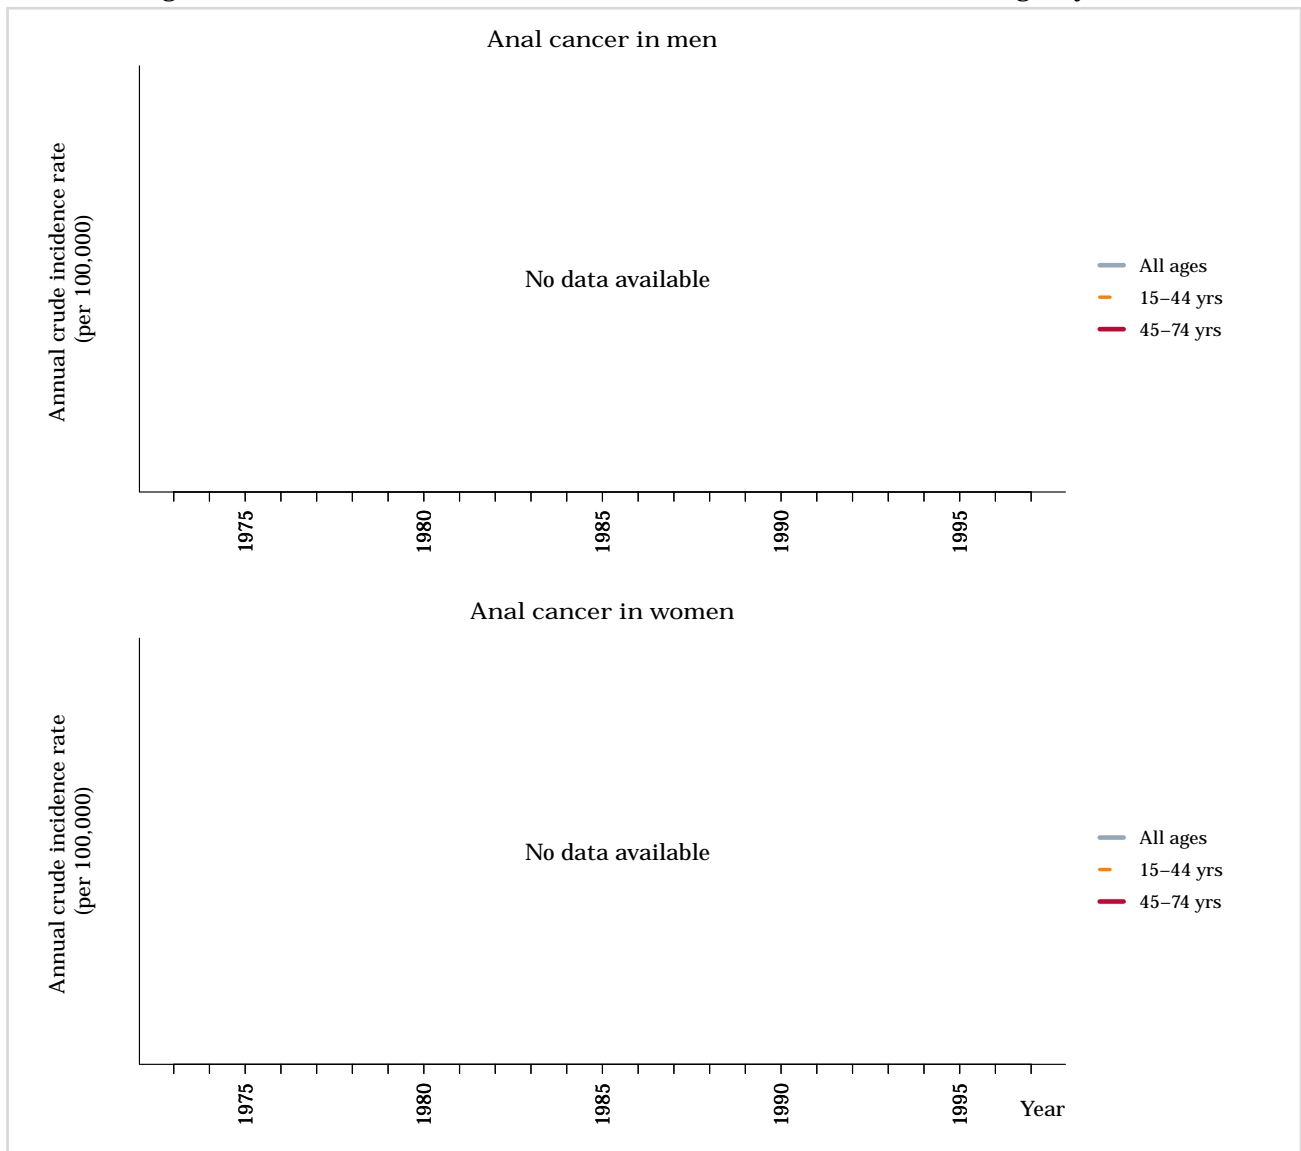 Anal cancer in men
Annual crude incidence rate
(per 100,000)
No data available
All ages
15–44 yrs
45–74 yrs
1975
1980
1985
1990
1995
Anal cancer in women
Annual crude incidence rate
(per 100,000)
No data available
All ages
15–44 yrs
45–74 yrs
1975
1980
1985
1990
1995
Year